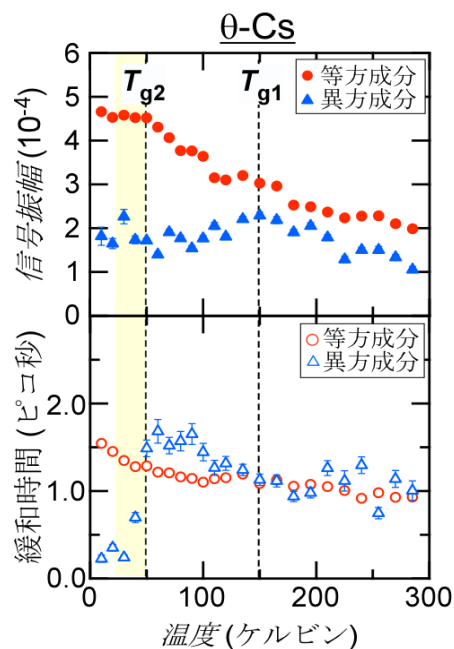 θ-Cs
Tg2
Tg1
等方成分
異方成分
信号振幅 (10-4)
6
5
4
3
2
1
0
等方成分
異方成分
緩和時間 (ピコ秒)
2.0
1.0
0.0
0
100
200
300
温度 (ケルビン)